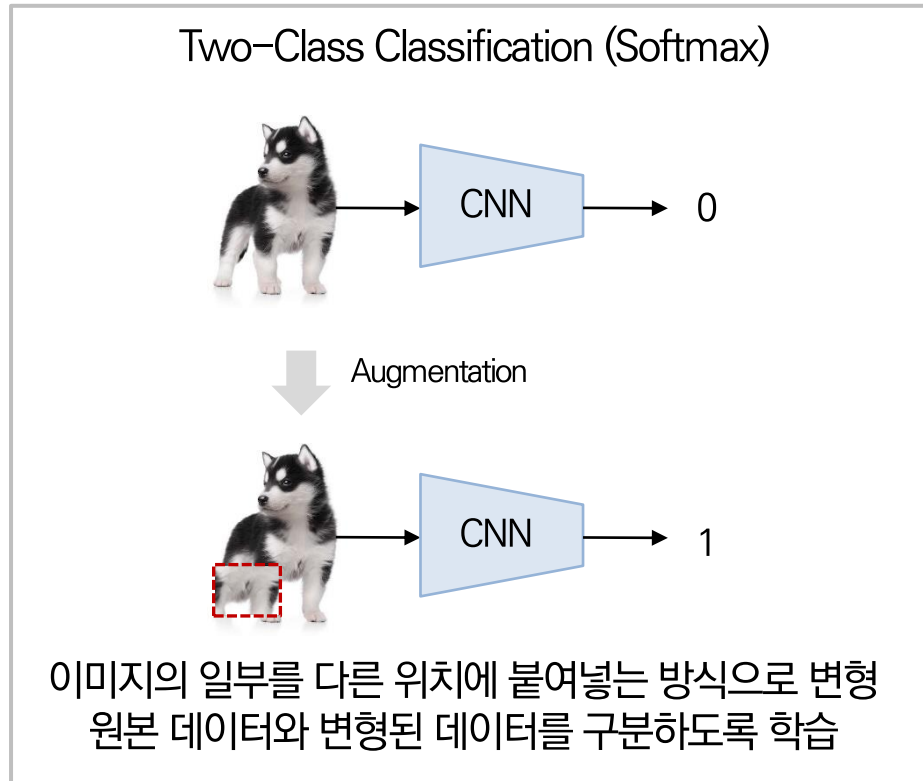 Two-Class Classification (Softmax)
CNN
0
Augmentation
CNN
1
이미지의 일부를 다른 위치에 붙여넣는 방식으로 변형
원본 데이터와 변형된 데이터를 구분하도록 학습